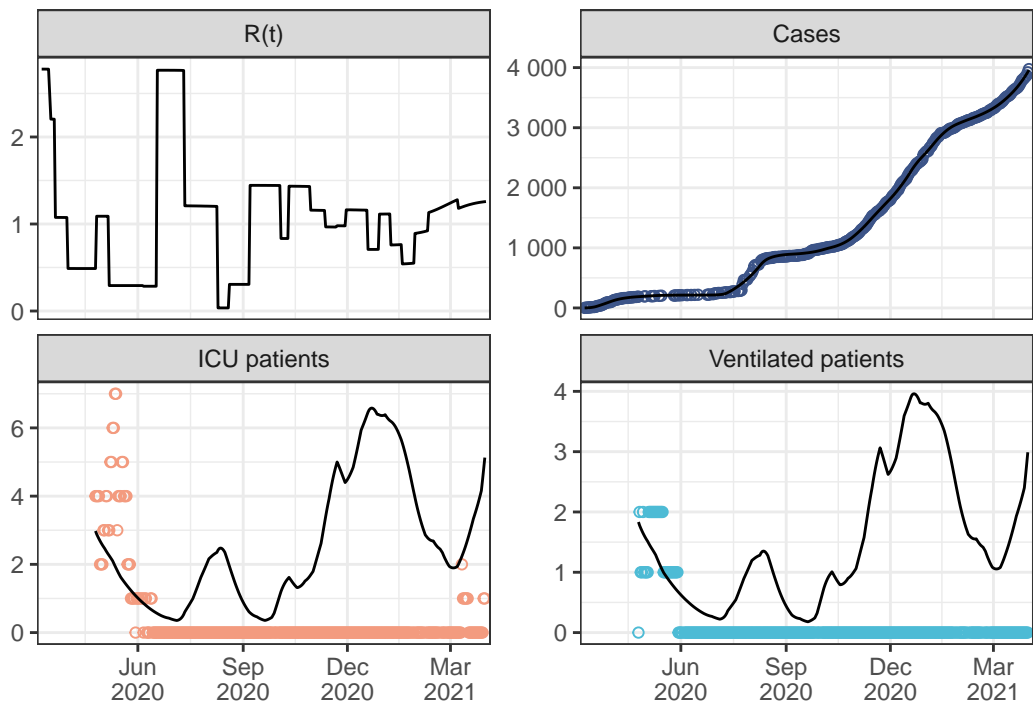 R(t)
Cases
2
1
0
4 000
3 000
2 000
1 000
0
ICU patients
Ventilated patients
6
4
2
0
4
3
2
1
0
Jun
2020
Sep
2020
Dec
2020
Mar
2021
Jun
2020
Sep
2020
Dec
2020
Mar
2021